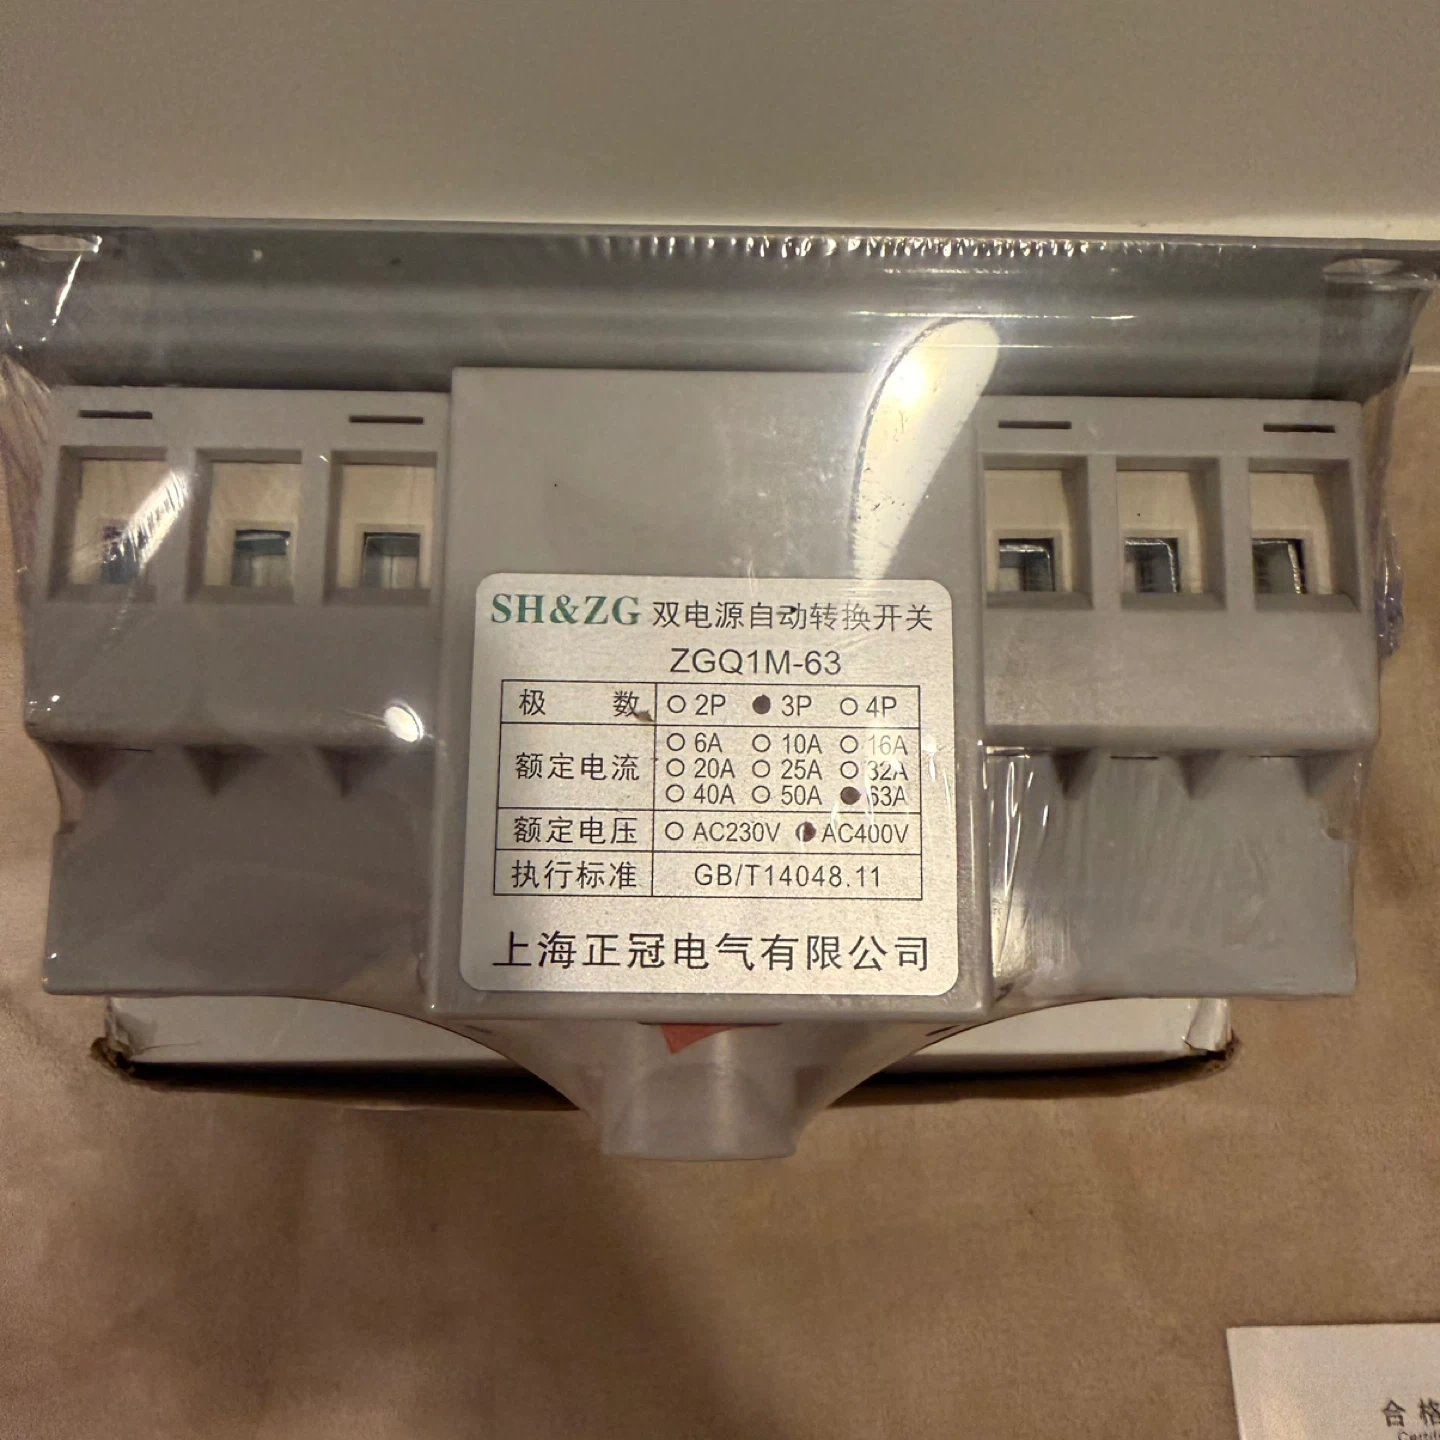 SH&ZG 双电源自动转换开关
ZGQ1M-63
极 数 ○ 2P ● 3P ○ 4P
额定电流 ○ 6A ○ 10A ○ 16A
○ 20A ○ 25A ○ 32A
○ 40A ○ 50A ● 63A
额定电压 ○ AC230V ● AC400V
执行标准 GB/T14048.11
上海正冠电气有限公司
合格